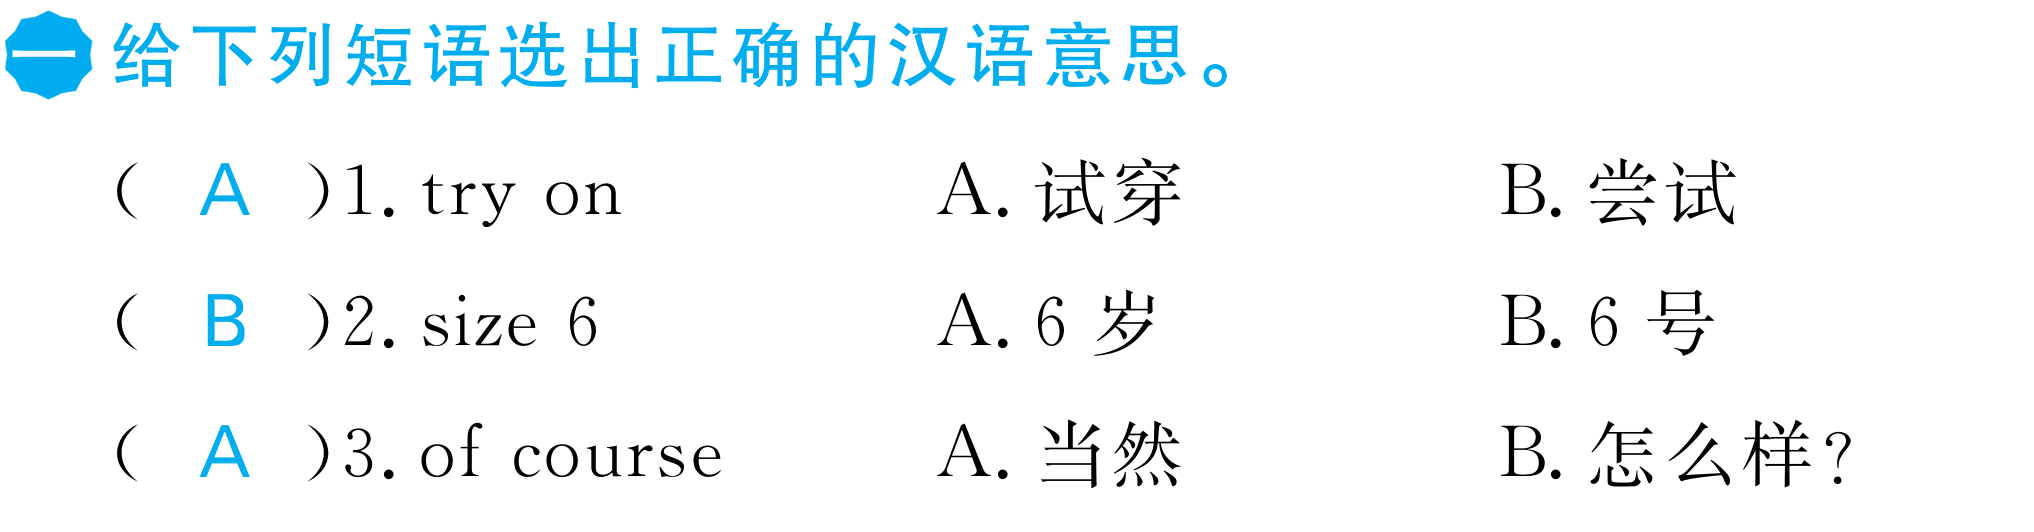 一 给下列短语选出正确的汉语意思。
( A )1. try on A. 试穿 B. 尝试
( B )2. size 6 A. 6 岁 B. 6 号
( A )3. of course A. 当然 B. 怎么样?